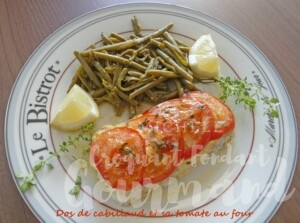 Le Bistrot
Croquant Fondant
Gourmand
Dos de cabillaud et sa tomate au four